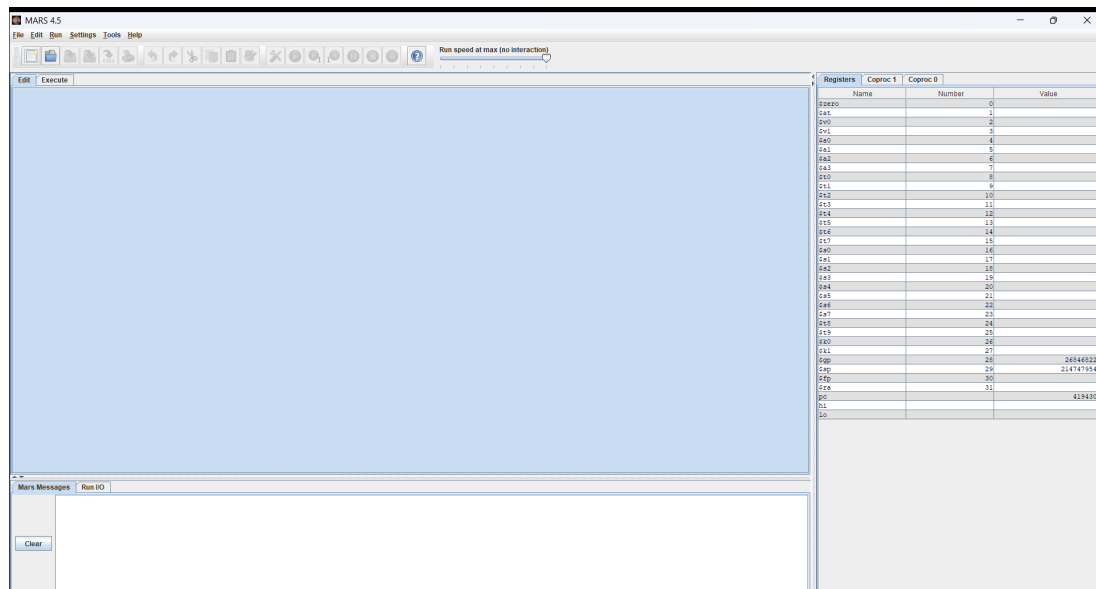 MARS 4.5
File Edit Run Settings Tools Help
Run speed at max (no interaction)
Edit Execute
Registers Coproc 1 Coproc 0
Name Number Value
$zero 0
$at 1
$v0 2
$v1 3
$a0 4
$a1 5
$a2 6
$a3 7
$t0 8
$t1 9
$t2 10
$t3 11
$t4 12
$t5 13
$t6 14
$t7 15
$s0 16
$s1 17
$s2 18
$s3 19
$s4 20
$s5 21
$s6 22
$s7 23
$t8 24
$t9 25
$k0 26
$k1 27
$gp 28 26846822
$sp 29 214747954
$fp 30
$ra 31
pc 419430
hi
lo
Mars Messages Run I/O
Clear